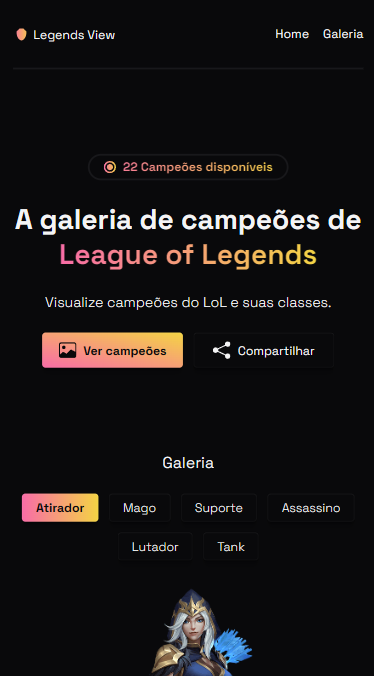 Legends View
Home Galeria
22 Campeões disponíveis
A galeria de campeões de
League of Legends
Visualize campeões do LoL e suas classes.
Ver campeões
Compartilhar
Galeria
Atirador Mago Suporte Assassino
Lutador Tank